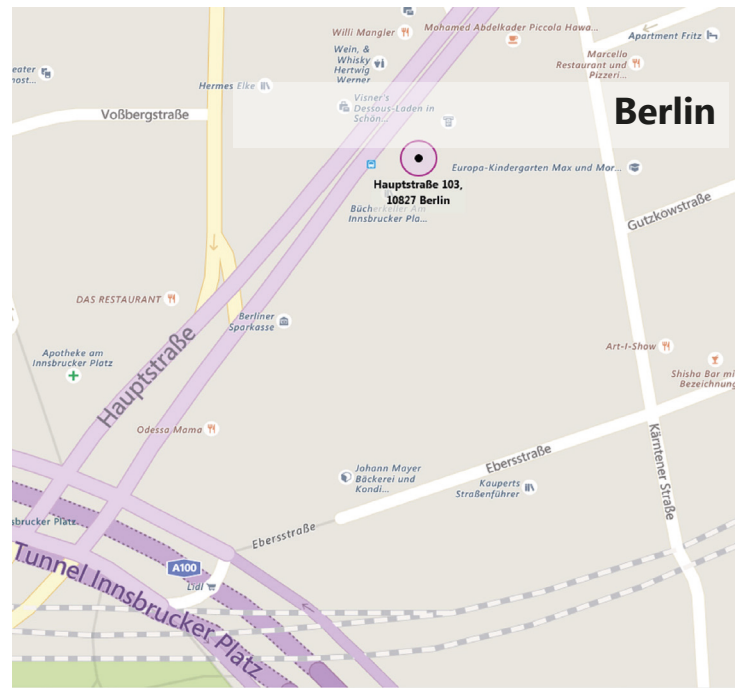 Willi Mangler
Mohamed Abdelkader Piccola Hawa...
Apartment Fritz
Wein, &
Whisky
Hertwig
Werner
Marcello
Restaurant und
Pizzeri...
eater
ost...
Hermes Elke
Visner's
Dessous-Laden in
Schön...
Berlin
Voßbergstraße
Europa-Kindergarten Max und Mor...
Hauptstraße 103,
10827 Berlin
Bücherkeller Am
Innsbrucker Pla...
Gutzkowstraße
DAS RESTAURANT
Berliner
Sparkasse
Hauptstraße
Apotheke am
Innsbrucker Platz
Art-I-Show
Shisha Bar mi
Bezeichnung
Odessa Mama
Kärntener Straße
Ebersstraße
Johann Mayer
Bäckerei und
Kondi...
Kauperts
Straßenführer
sbrucker Platz
Ebersstraße
A100
Lidl
Tunnel Innsbrucker Platz